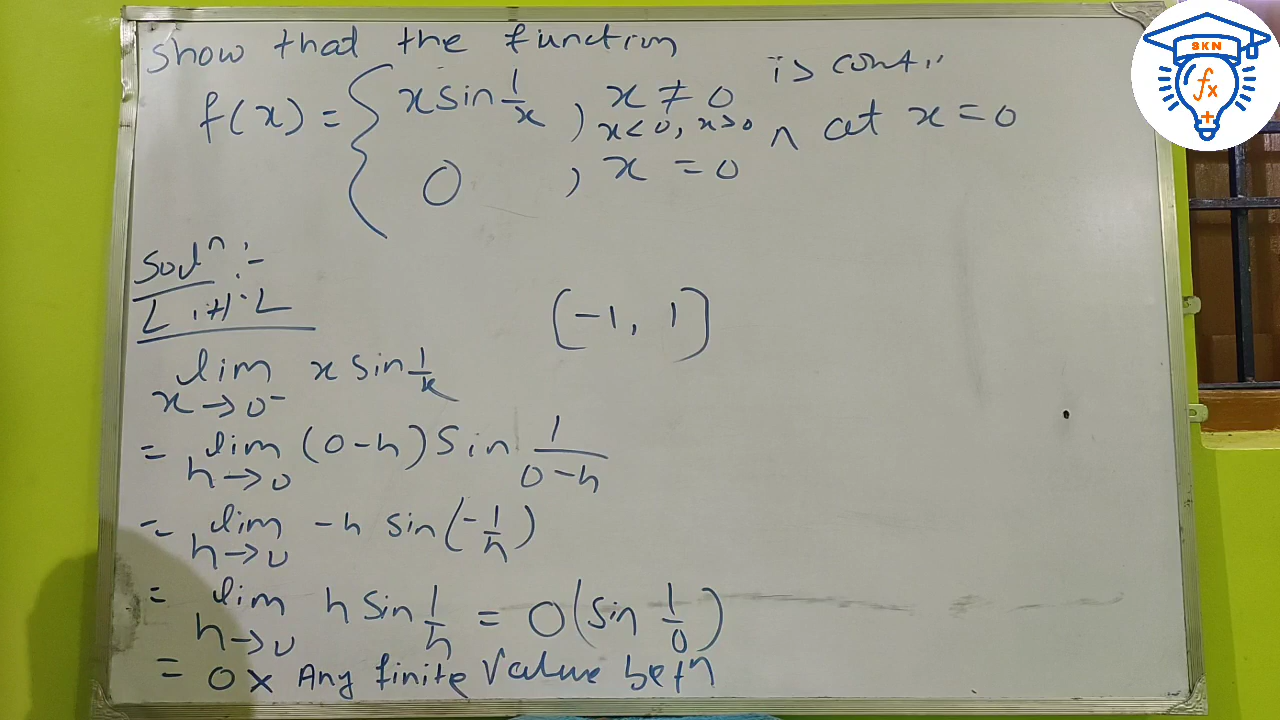 show that the function
f(x) = { x sin 1/x , x ≠ 0 is conti..
x < 0, x > 0 n at x = 0
0 , x = 0
Solⁿ :-
L.H.L
(-1, 1)
lim x→0⁻ x sin 1/x
= lim h→0 (0-h) sin 1/(0-h)
= lim h→0 -h sin(-1/h)
= lim h→0 h sin 1/h = 0(sin 1/0)
= 0 x Any finite value betn
SKN
fx
+